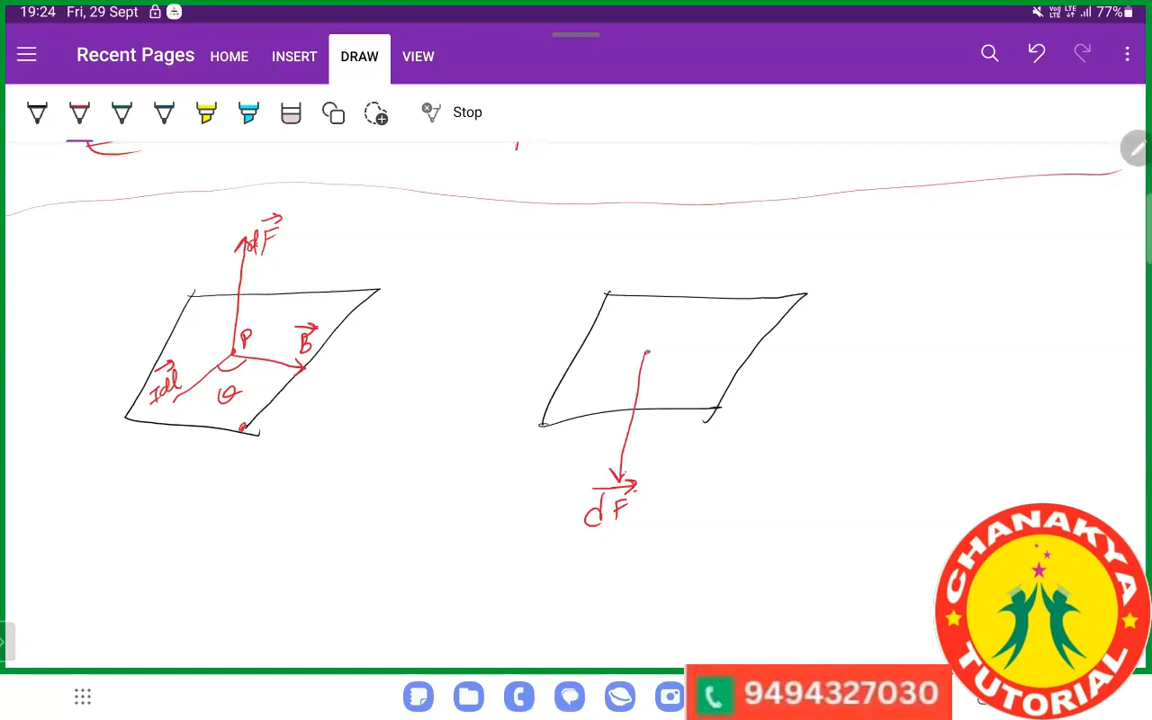 19:24 Fri, 29 Sept 77%
Recent Pages HOME INSERT DRAW VIEW
Stop
dF
P
B
Idl
θ
dF
CHANAKYA
TUTORIAL
9494327030